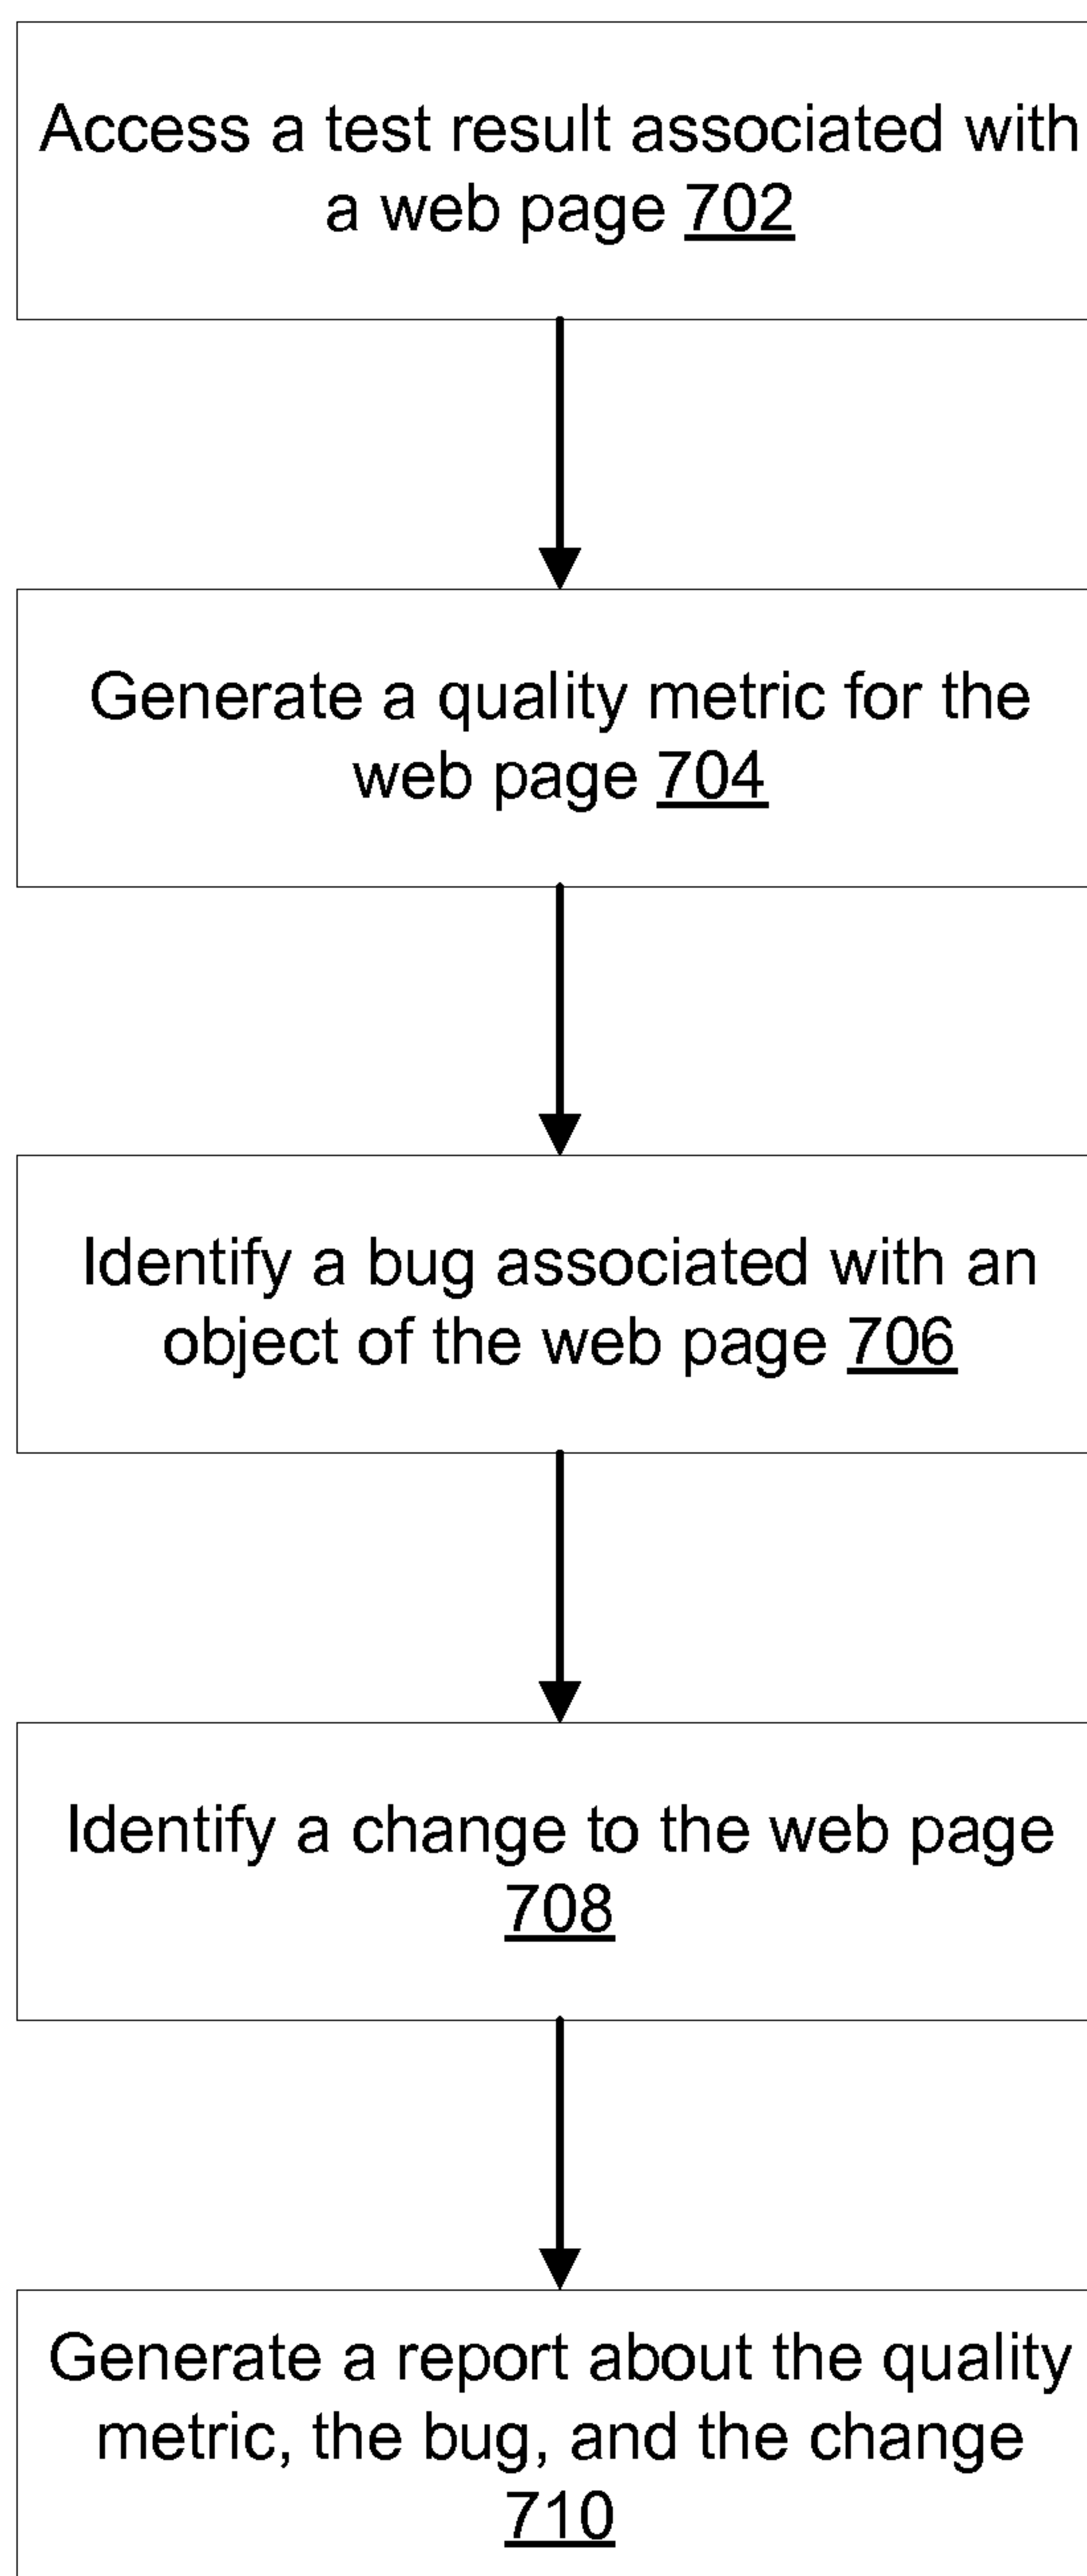 Access a test result associated with
a web page 702
Generate a quality metric for the
web page 704
Identify a bug associated with an
object of the web page 706
Identify a change to the web page
708
Generate a report about the quality
metric, the bug, and the change
710